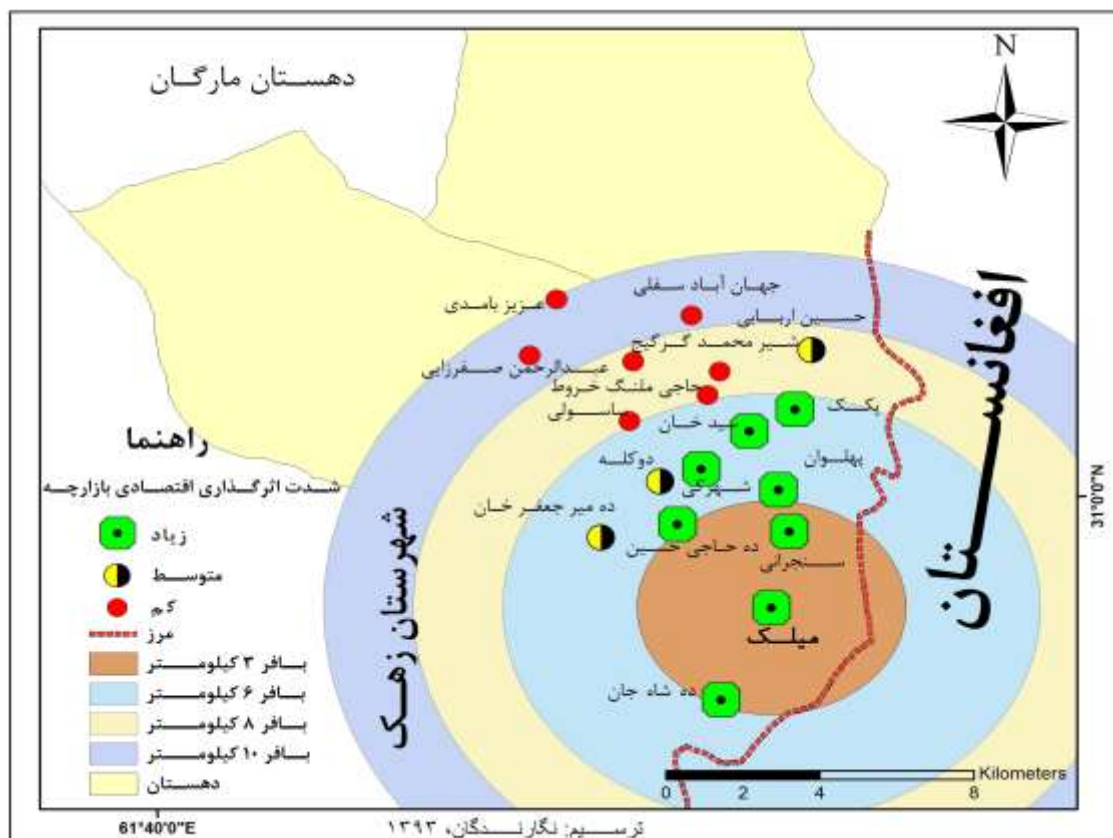 N
دهستان مارگان
جهان آباد سفلی
عزیز بامدی
حسین اربابی
شیر محمد گرگیج
عبدالرحمن صفرزایی
حاجی ملنگ خروط
ساسولی
پکک
سید خان
پهلوان
دوکله
شهرکی
ده میر جعفر خان
ده حاجی حسین
سنجرانی
میلک
ده شاه جان
افغانستان
شهرستان زهک
31°0'0"N
راهنما
شدت اثرگذاری اقتصادی بازارچه
زیاد
متوسط
کم
مرز
بافر ۳ کیلومتر
بافر ۶ کیلومتر
بافر ۸ کیلومتر
بافر ۱۰ کیلومتر
دهستان
Kilometers
0 2 4 8
61°40'0"E
ترسیم: نگارندگان، ۱۳۹۳